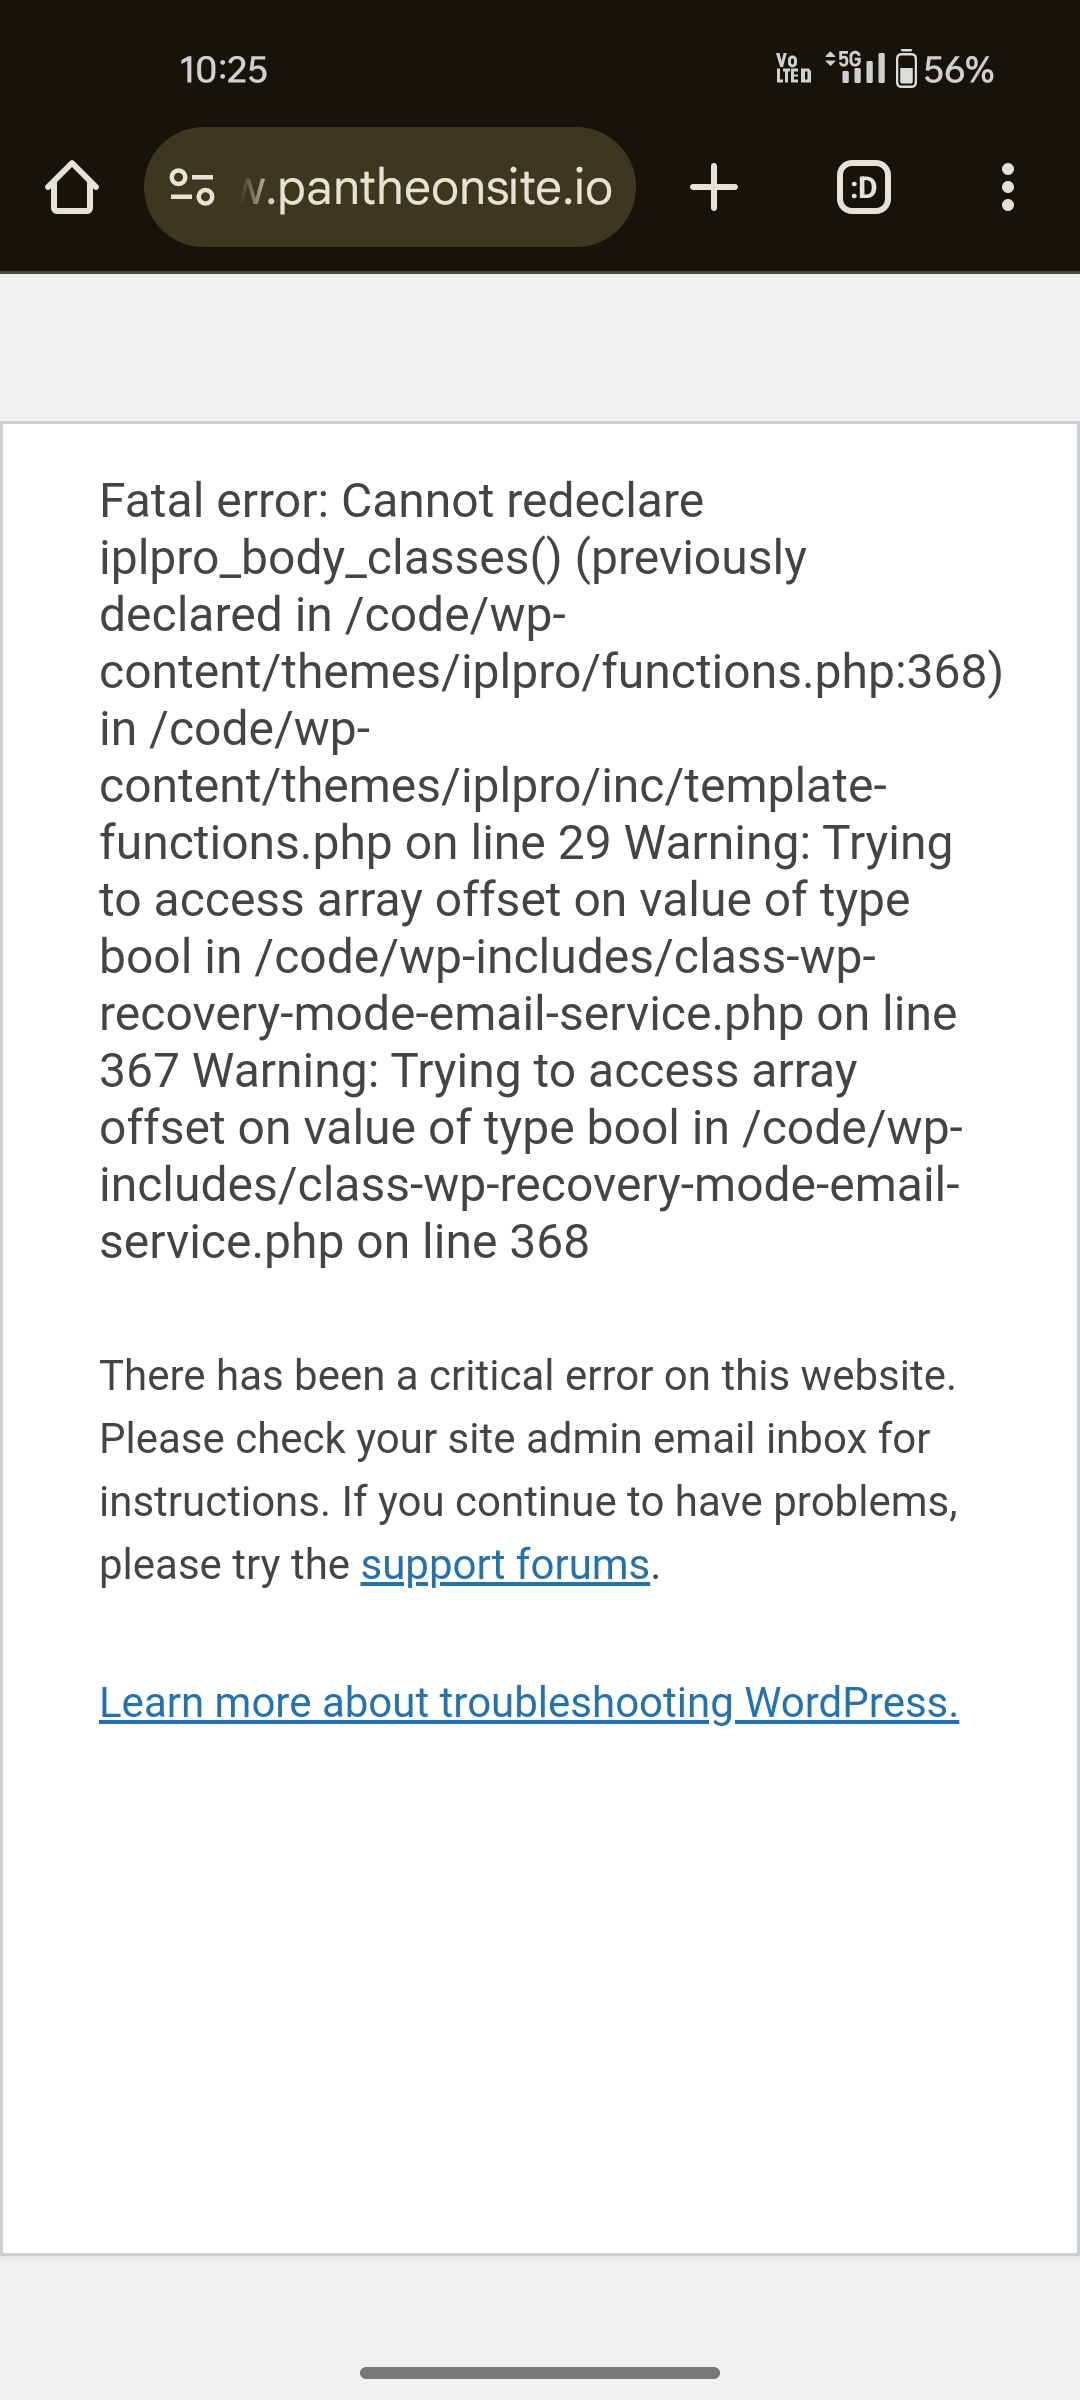 10:25
Vo
LTE
5G
56%
.pantheonsite.io
:D
Fatal error: Cannot redeclare
iplpro_body_classes() (previously
declared in /code/wp-
content/themes/iplpro/functions.php:368)
in /code/wp-
content/themes/iplpro/inc/template-
functions.php on line 29 Warning: Trying
to access array offset on value of type
bool in /code/wp-includes/class-wp-
recovery-mode-email-service.php on line
367 Warning: Trying to access array
offset on value of type bool in /code/wp-
includes/class-wp-recovery-mode-email-
service.php on line 368
There has been a critical error on this website.
Please check your site admin email inbox for
instructions. If you continue to have problems,
please try the support forums.
Learn more about troubleshooting WordPress.